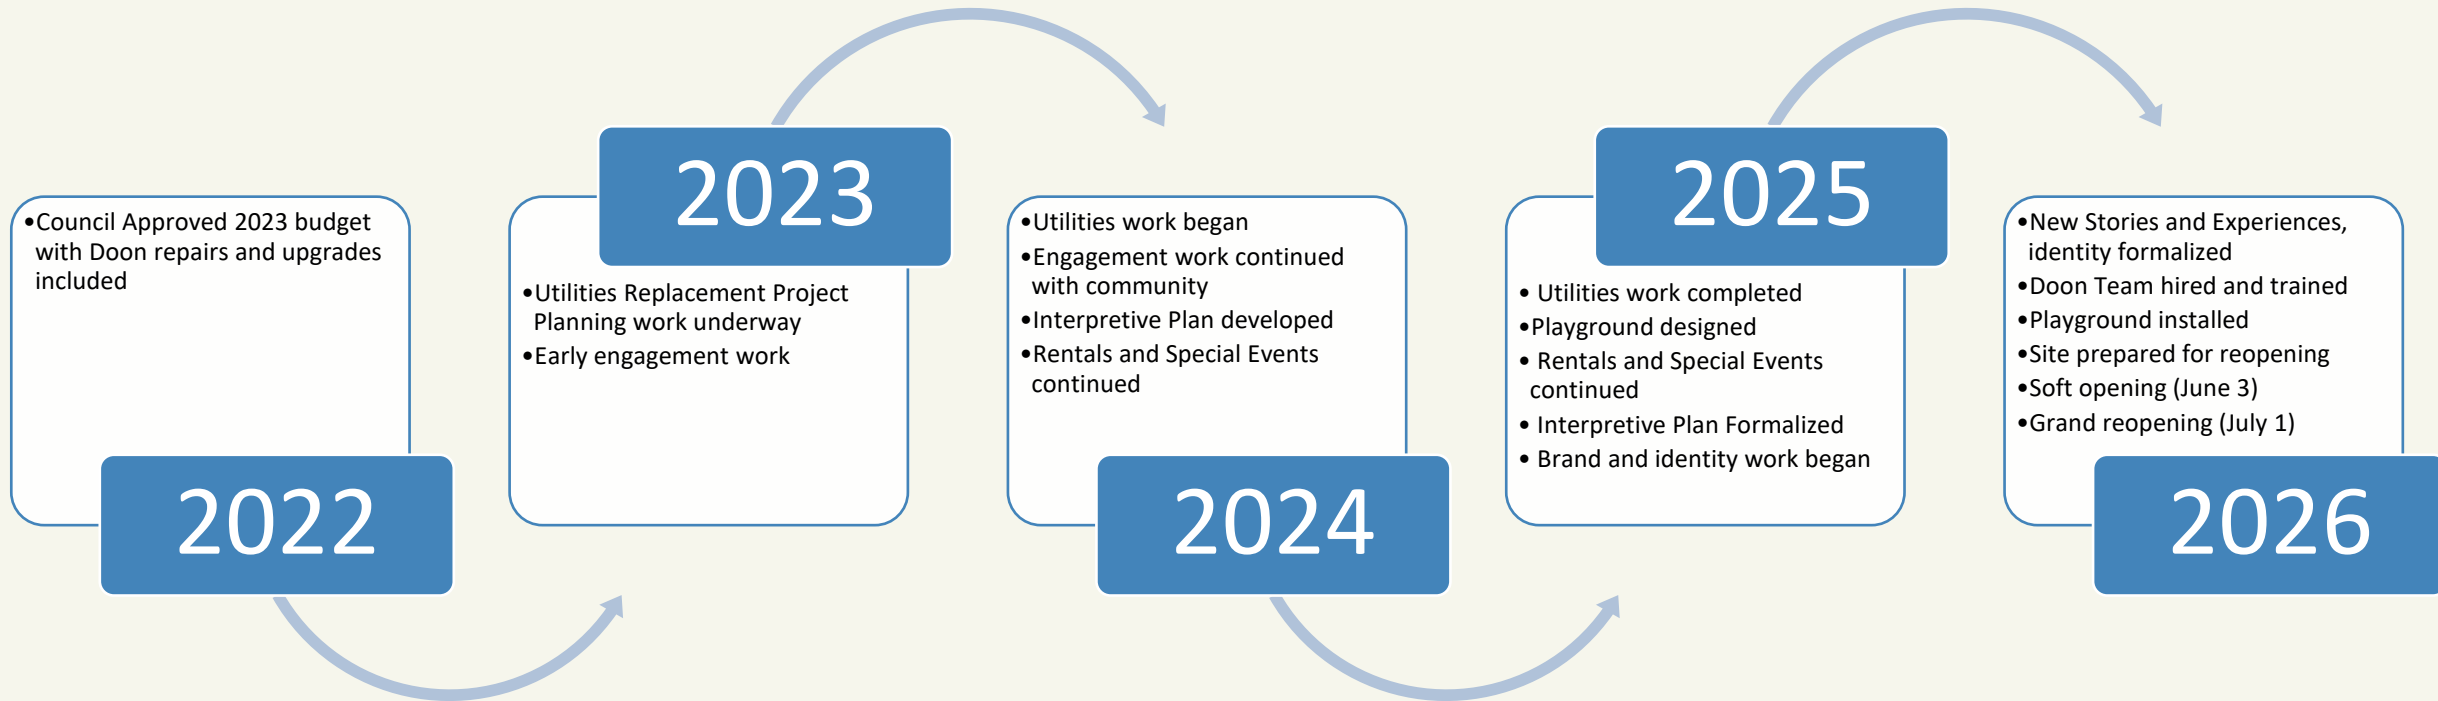 •Council Approved 2023 budget
with Doon repairs and upgrades
included
2022
2023
•Utilities Replacement Project
Planning work underway
•Early engagement work
•Utilities work began
•Engagement work continued
with community
•Interpretive Plan developed
•Rentals and Special Events
continued
2024
2025
• Utilities work completed
•Playground designed
• Rentals and Special Events
continued
• Interpretive Plan Formalized
• Brand and identity work began
•New Stories and Experiences,
identity formalized
•Doon Team hired and trained
•Playground installed
•Site prepared for reopening
•Soft opening (June 3)
•Grand reopening (July 1)
2026